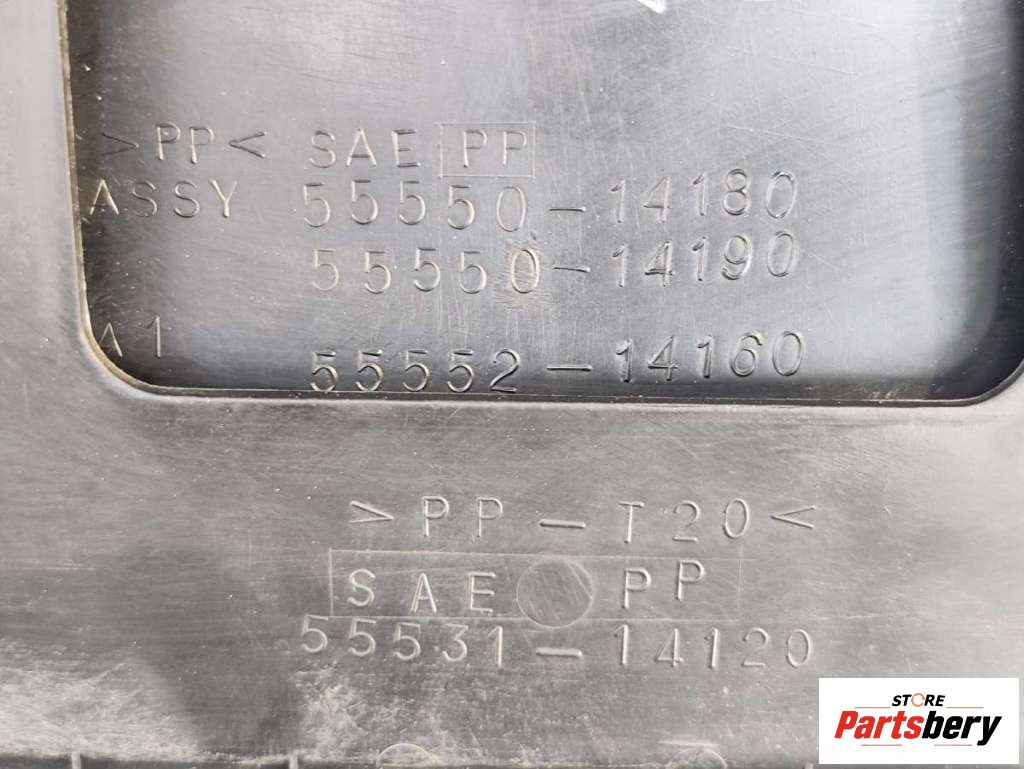 >PP< SAE PP
ASSY 55550-14180
55550-14190
A1 55552-14160
>PP-T20<
SAE PP
55531-14120
STORE
Partsbery